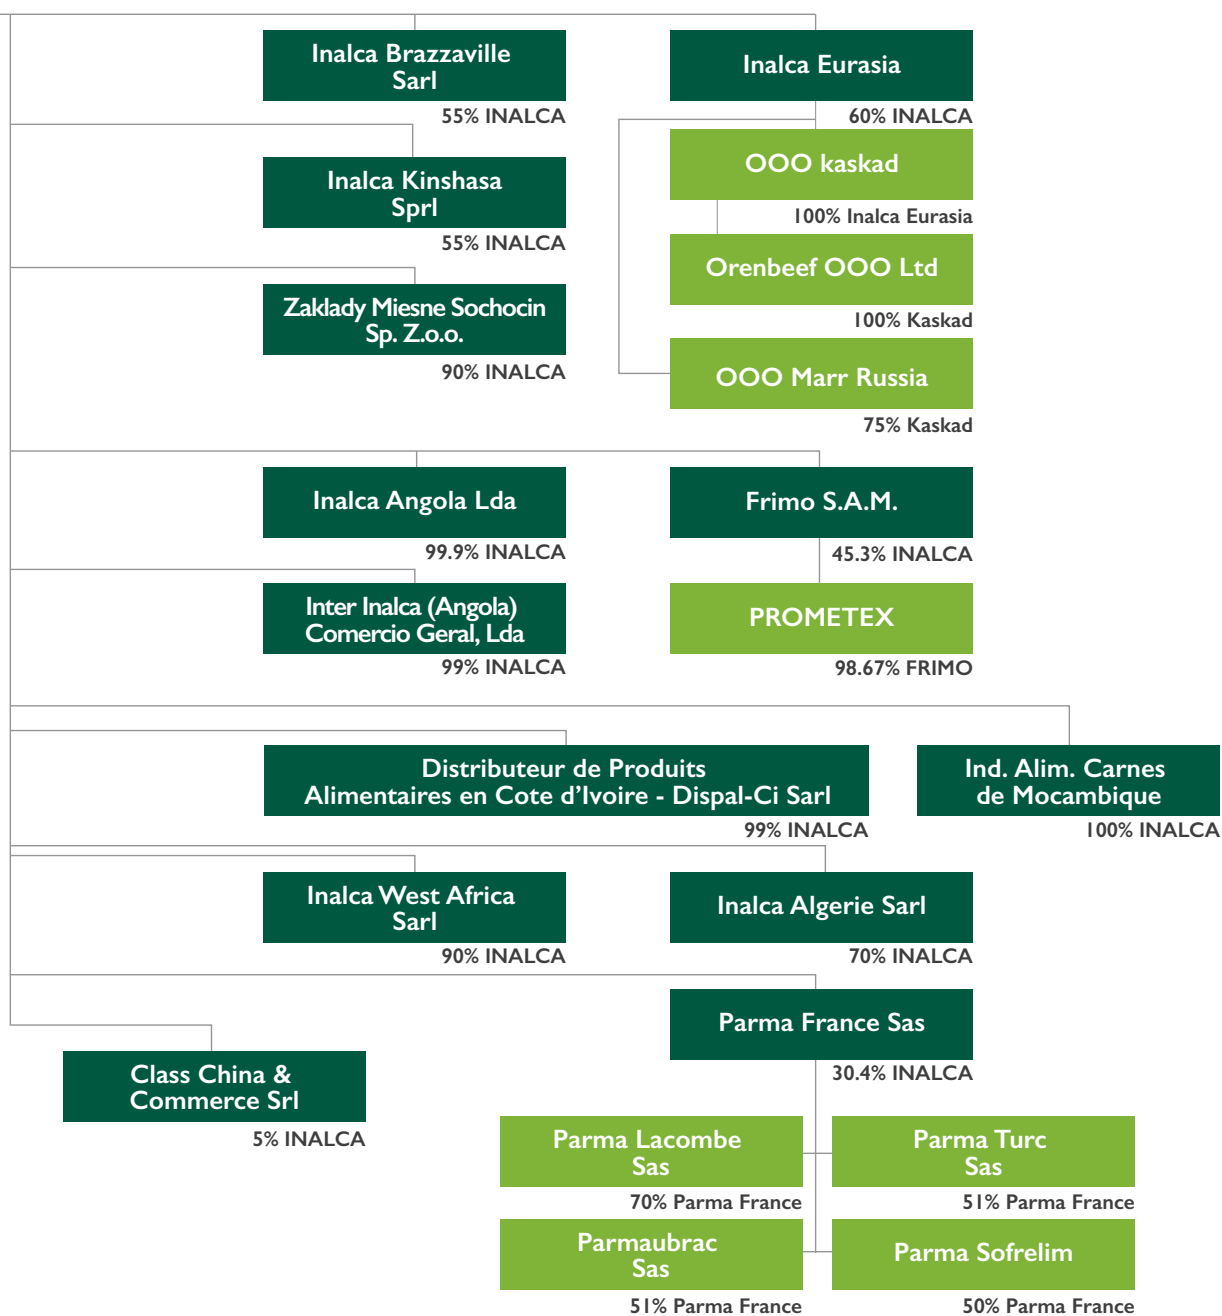 Inalca Brazzaville
Sarl
55% INALCA
Inalca Eurasia
60% INALCA
OOO kaskad
100% Inalca Eurasia
Inalca Kinshasa
Sprl
55% INALCA
Orenbeef OOO Ltd
100% Kaskad
Zaklady Miesne Sochocin
Sp. Z.o.o.
90% INALCA
OOO Marr Russia
75% Kaskad
Inalca Angola Lda
99.9% INALCA
Frimo S.A.M.
45.3% INALCA
Inter Inalca (Angola)
Comercio Geral, Lda
99% INALCA
PROMETEX
98.67% FRIMO
Distributeur de Produits
Alimentaires en Cote d’Ivoire - Dispal-Ci Sarl
99% INALCA
Ind. Alim. Carnes
de Mocambique
100% INALCA
Inalca West Africa
Sarl
90% INALCA
Inalca Algerie Sarl
70% INALCA
Parma France Sas
30.4% INALCA
Class China &
Commerce Srl
5% INALCA
Parma Lacombe
Sas
70% Parma France
Parma Turc
Sas
51% Parma France
Parmaubrac
Sas
51% Parma France
Parma Sofrelim
50% Parma France